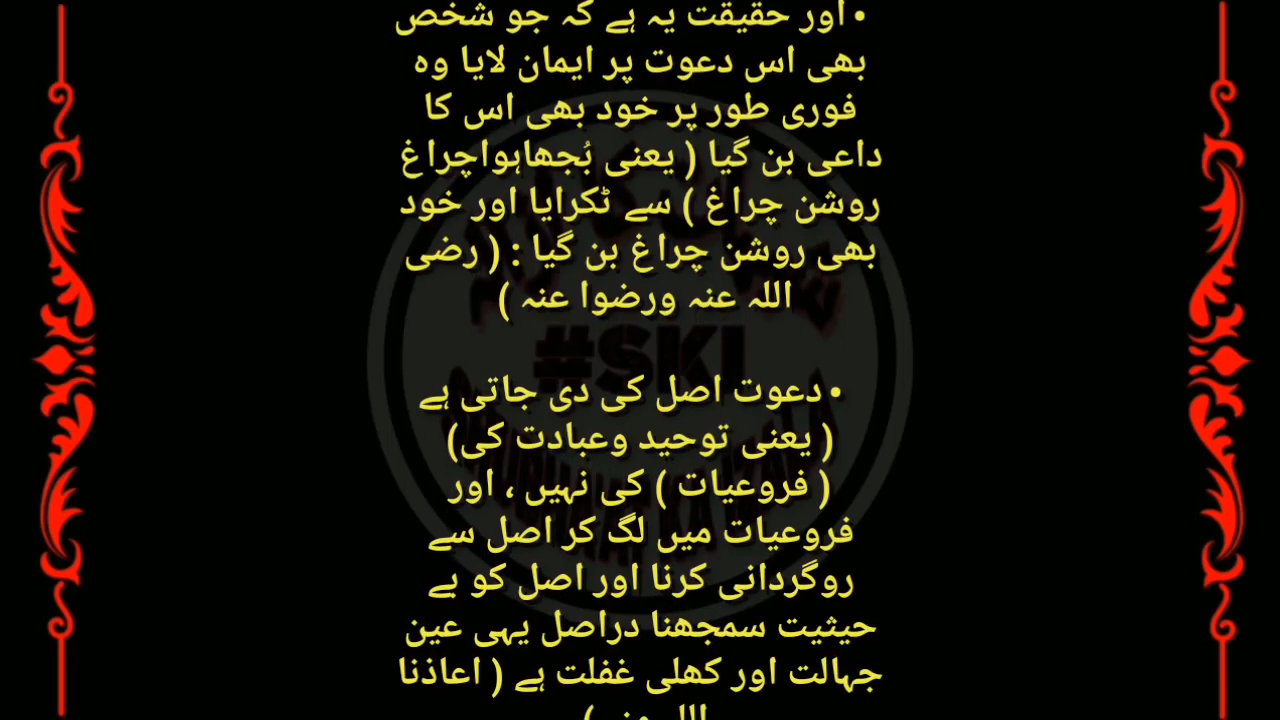 • اور حقیقت یہ ہے کہ جو شخص
بھی اس دعوت پر ایمان لایا وہ
فوری طور پر خود بھی اس کا
داعی بن گیا ( یعنی بُجھاہواچراغ
روشن چراغ ) سے ٹکرایا اور خود
بھی روشن چراغ بن گیا : ( رضی
اللہ عنہ ورضوا عنہ )
• دعوت اصل کی دی جاتی ہے
( یعنی توحید وعبادت کی)
( فروعیات ) کی نہیں ، اور
فروعیات میں لگ کر اصل سے
روگردانی کرنا اور اصل کو بے
حیثیت سمجھنا دراصل یہی عین
جہالت اور کھلی غفلت ہے ( اعاذنا
#SKI